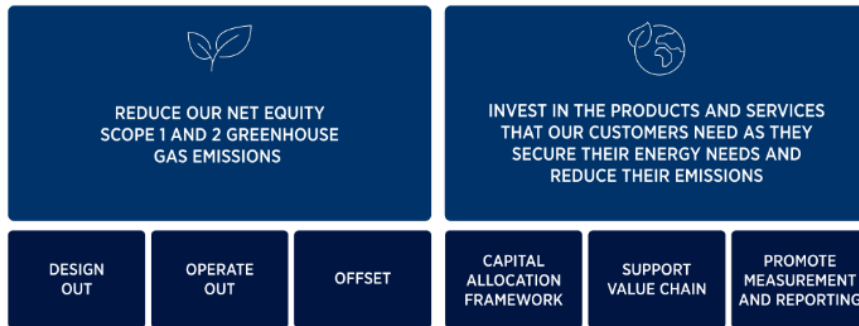 REDUCE OUR NET EQUITY
SCOPE 1 AND 2 GREENHOUSE
GAS EMISSIONS
INVEST IN THE PRODUCTS AND SERVICES
THAT OUR CUSTOMERS NEED AS THEY
SECURE THEIR ENERGY NEEDS AND
REDUCE THEIR EMISSIONS
DESIGN
OUT
OPERATE
OUT
OFFSET
CAPITAL
ALLOCATION
FRAMEWORK
SUPPORT
VALUE CHAIN
PROMOTE
MEASUREMENT
AND REPORTING